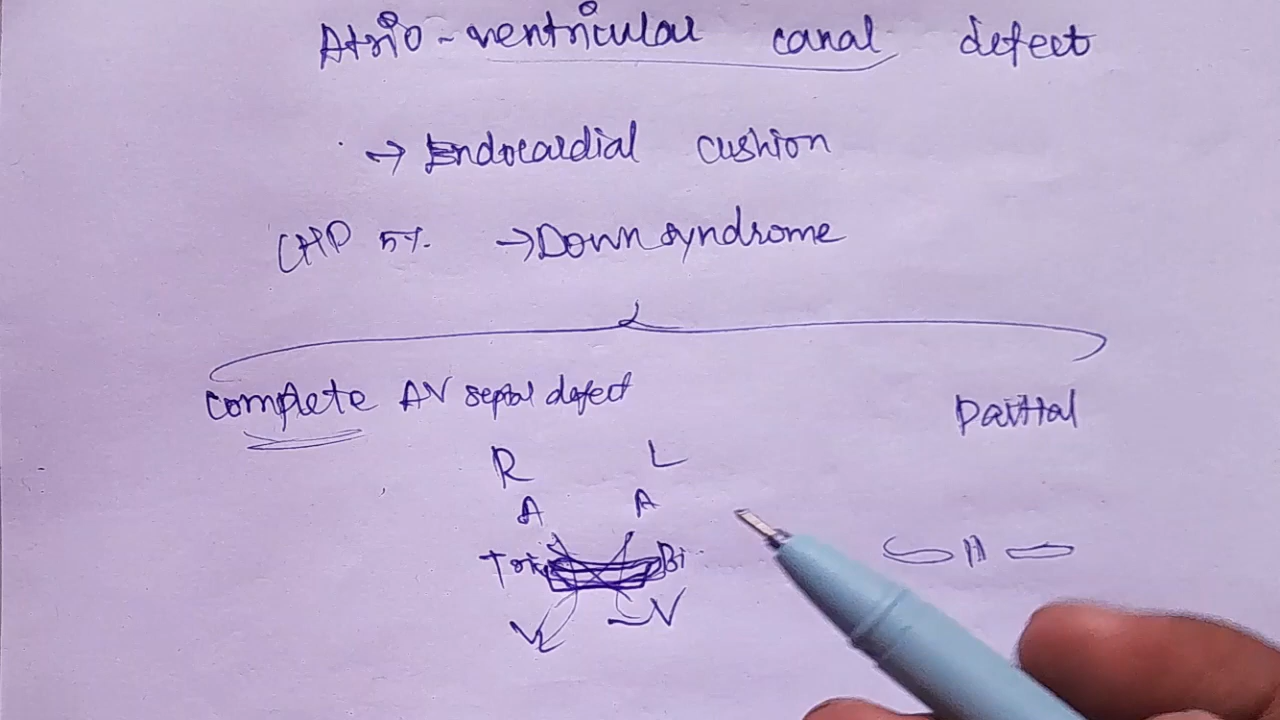 Atrio-ventricular canal defect
→ Endocardial cushion
CHD 5% → Down syndrome
Complete AV septal defect
Partial
R L
A A
Tri Bi
V V